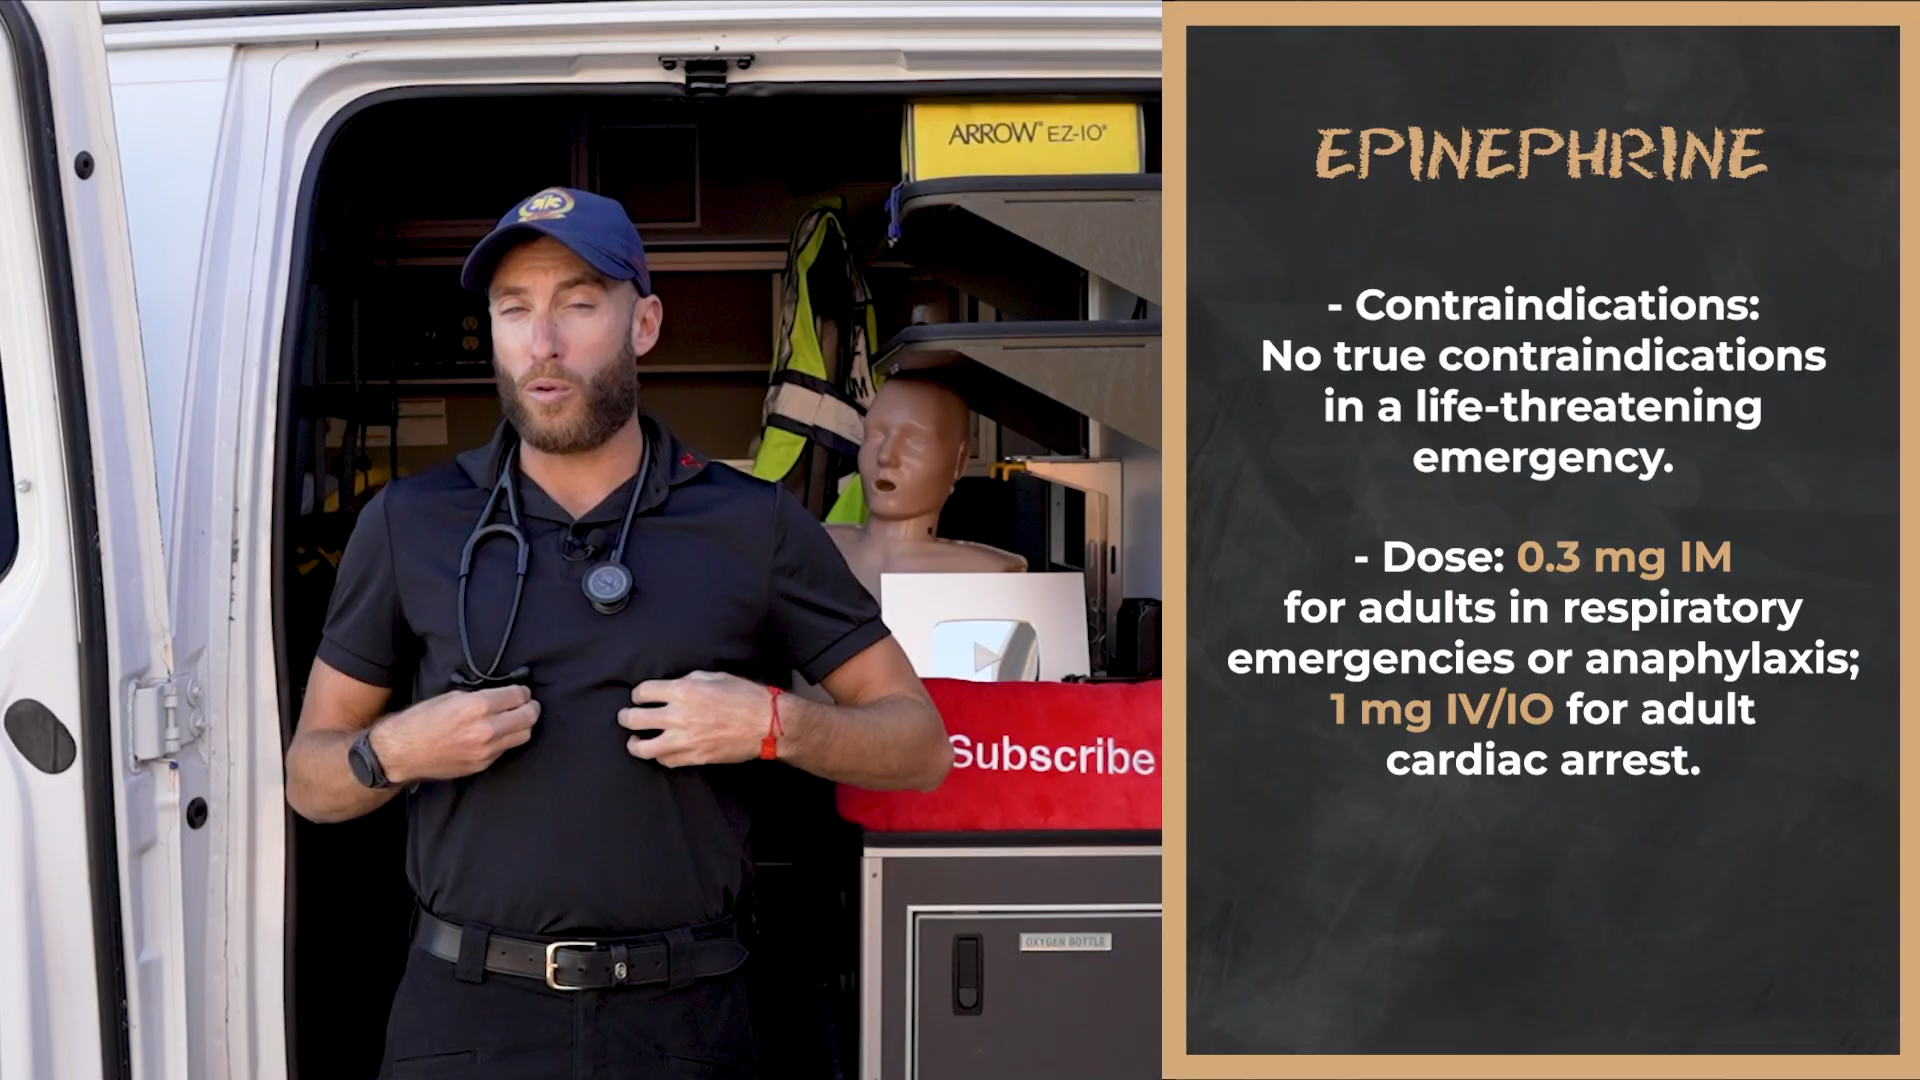 ARROW® EZ-IO®
Subscribe
OXYGEN BOTTLE
EPINEPHRINE
- Contraindications:
No true contraindications
in a life-threatening
emergency.
- Dose: 0.3 mg IM
for adults in respiratory
emergencies or anaphylaxis;
1 mg IV/IO for adult
cardiac arrest.